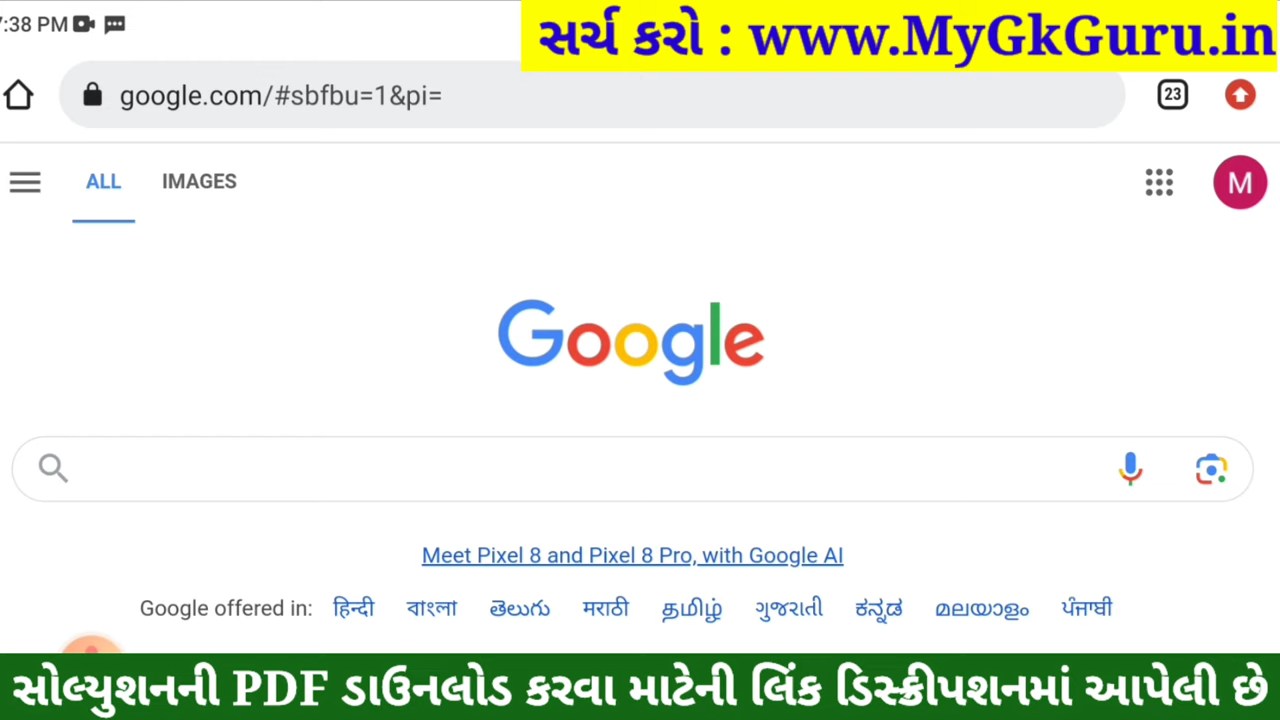 :38 PM
સર્ચ કરો : www.MyGkGuru.in
google.com/#sbfbu=1&pi=
23
ALL IMAGES
M
Google
Meet Pixel 8 and Pixel 8 Pro, with Google AI
Google offered in: हिन्दी বাংলা తెలుగు मराठी தமிழ் ગુજરાતી ಕನ್ನಡ മലയാളം ਪੰਜਾਬੀ
સોલ્યુશનની PDF ડાઉનલોડ કરવા માટેની લિંક ડિસ્ક્રીપશનમાં આપેલી છે